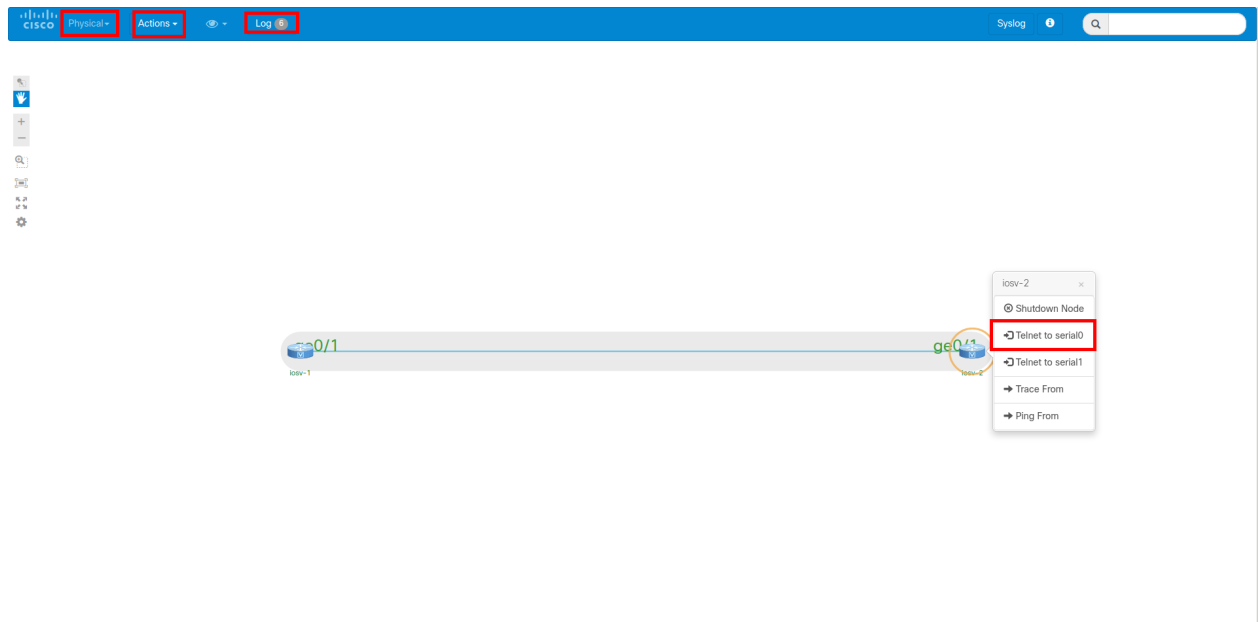 CISCO Physical Actions Log 6 Syslog
iosv-2 ×
Shutdown Node
Telnet to serial0
Telnet to serial1
Trace From
Ping From
ge0/1 ge0/1
iosv-1 iosv-2